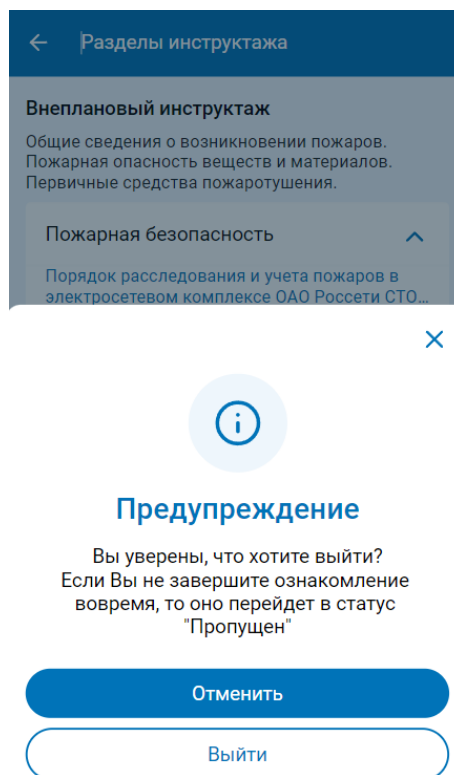 Разделы инструктажа
Внеплановый инструктаж
Общие сведения о возникновении пожаров.
Пожарная опасность веществ и материалов.
Первичные средства пожаротушения.
Пожарная безопасность
Порядок расследования и учета пожаров в
электросетевом комплексе ОАО Россети СТО...
Предупреждение
Вы уверены, что хотите выйти?
Если Вы не завершите ознакомление
вовремя, то оно перейдет в статус
"Пропущен"
Отменить
Выйти